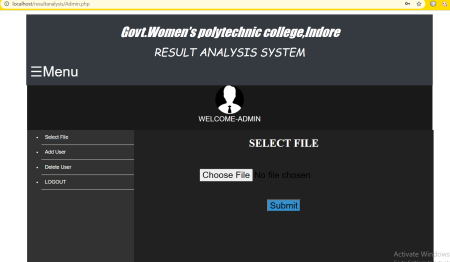 localhost/resultanalysis/Admin.php
Govt.Women's polytechnic college,Indore
RESULT ANALYSIS SYSTEM
☰Menu
WELCOME-ADMIN
Select File
Add User
Delete User
LOGOUT
SELECT FILE
Choose File No file chosen
Submit
Activate Windows